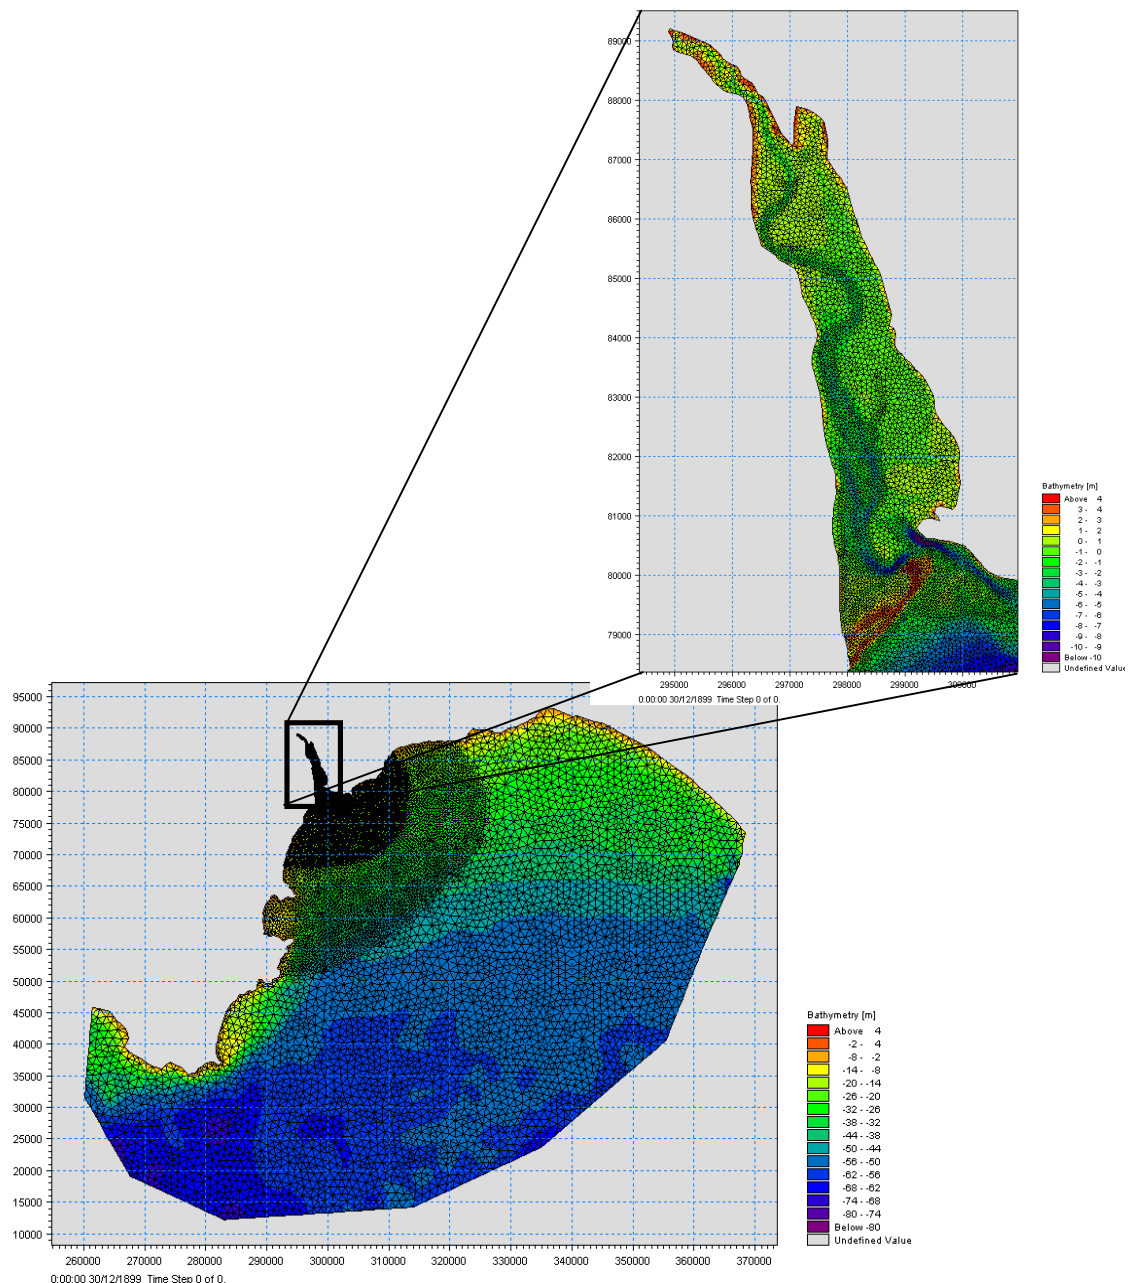 89000
88000
87000
86000
85000
84000
83000
82000
81000
80000
79000
295000 296000 297000 298000 299000 300000
0:00:00 30/12/1899 Time Step 0 of 0.
Bathymetry [m]
Above 4
3 - 4
2 - 3
1 - 2
0 - 1
-1 - 0
-2 - -1
-3 - -2
-4 - -3
-5 - -4
-6 - -5
-7 - -6
-8 - -7
-9 - -8
-10 - -9
Below -10
Undefined Value
95000
90000
85000
80000
75000
70000
65000
60000
55000
50000
45000
40000
35000
30000
25000
20000
15000
10000
260000 270000 280000 290000 300000 310000 320000 330000 340000 350000 360000 370000
0:00:00 30/12/1899 Time Step 0 of 0.
Bathymetry [m]
Above 4
-2 - 4
-8 - -2
-14 - -8
-20 - -14
-26 - -20
-32 - -26
-38 - -32
-44 - -38
-50 - -44
-56 - -50
-62 - -56
-68 - -62
-74 - -68
-80 - -74
Below -80
Undefined Value